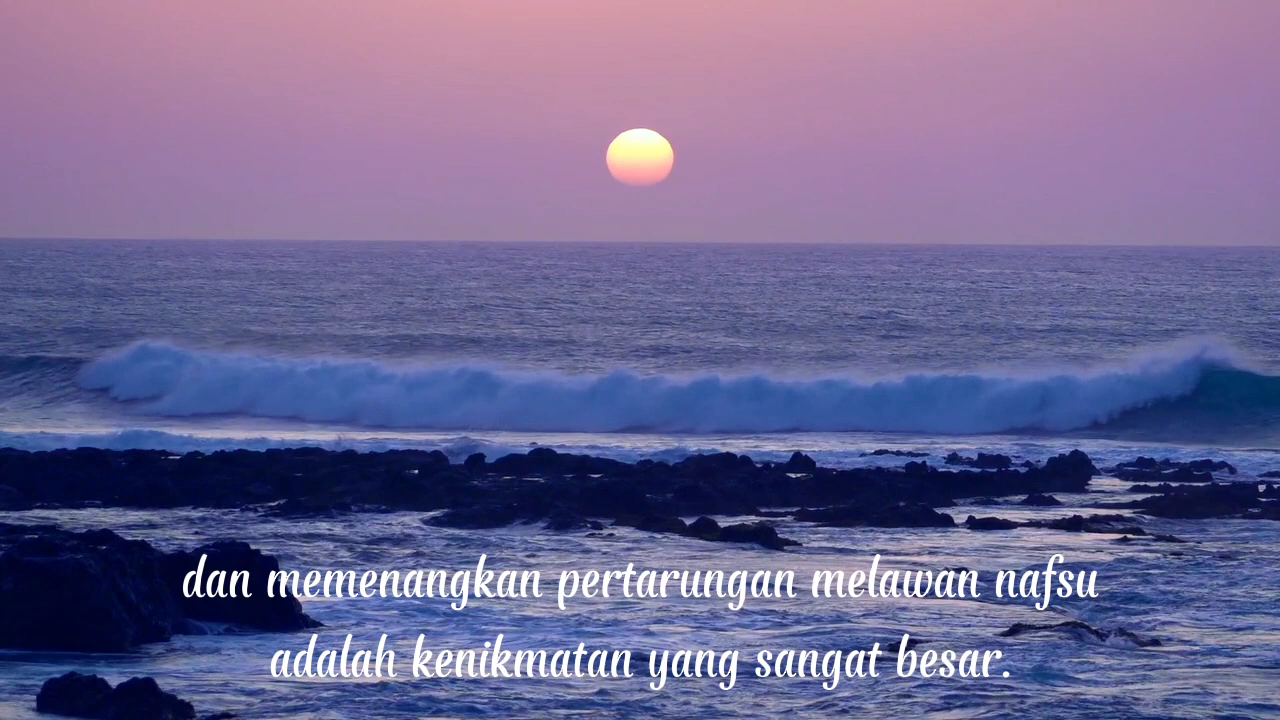 dan memenangkan pertarungan melawan nafsu
adalah kenikmatan yang sangat besar.